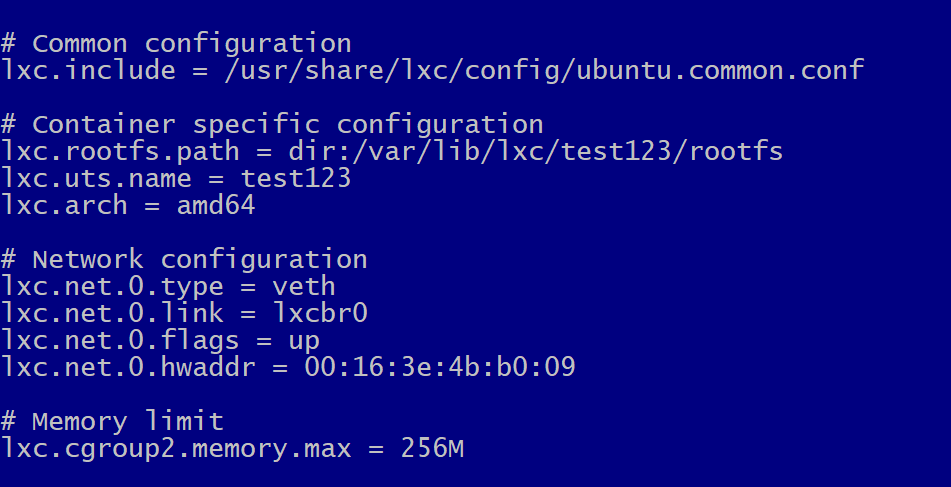 # Common configuration
lxc.include = /usr/share/lxc/config/ubuntu.common.conf
# Container specific configuration
lxc.rootfs.path = dir:/var/lib/lxc/test123/rootfs
lxc.uts.name = test123
lxc.arch = amd64
# Network configuration
lxc.net.0.type = veth
lxc.net.0.link = lxcbr0
lxc.net.0.flags = up
lxc.net.0.hwaddr = 00:16:3e:4b:b0:09
# Memory limit
lxc.cgroup2.memory.max = 256M